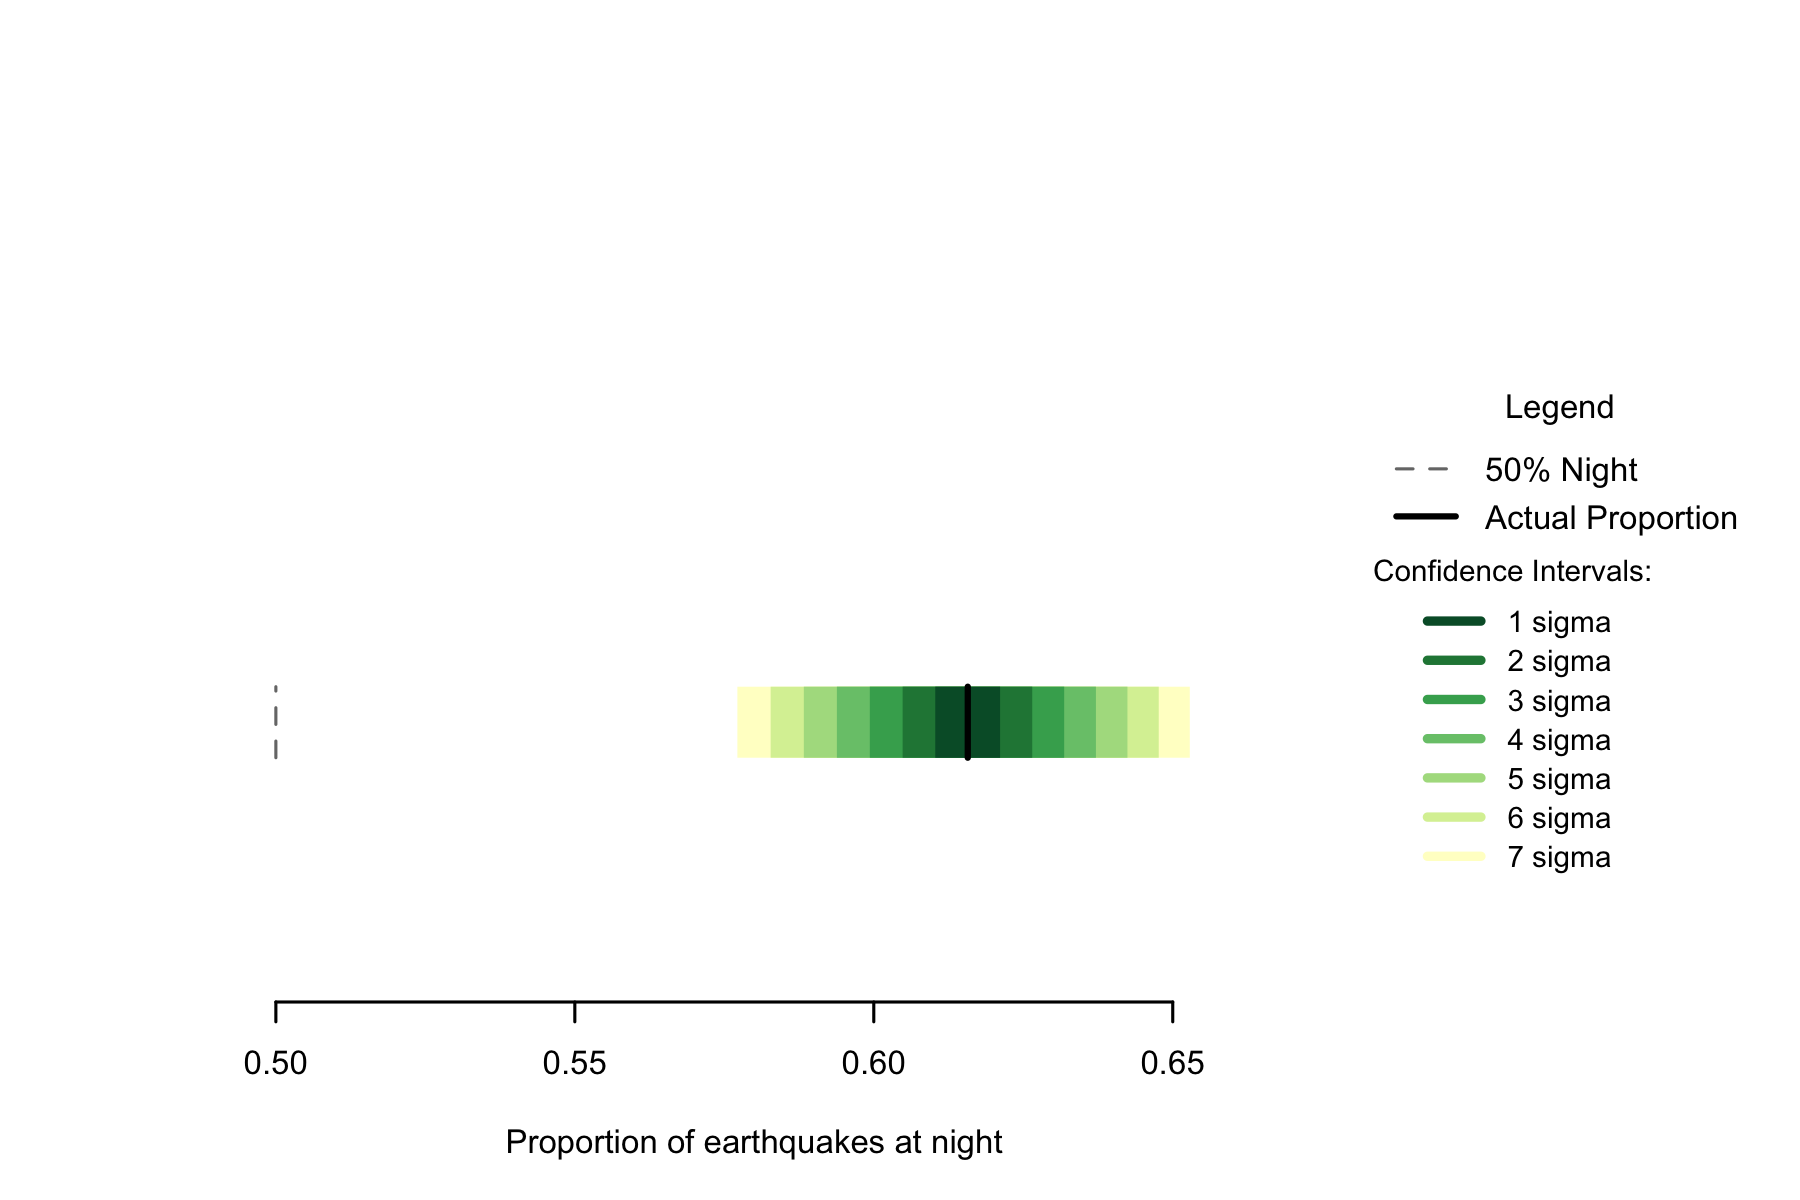 Legend
50% Night
Actual Proportion
Confidence Intervals:
1 sigma
2 sigma
3 sigma
4 sigma
5 sigma
6 sigma
7 sigma
0.50 0.55 0.60 0.65
Proportion of earthquakes at night